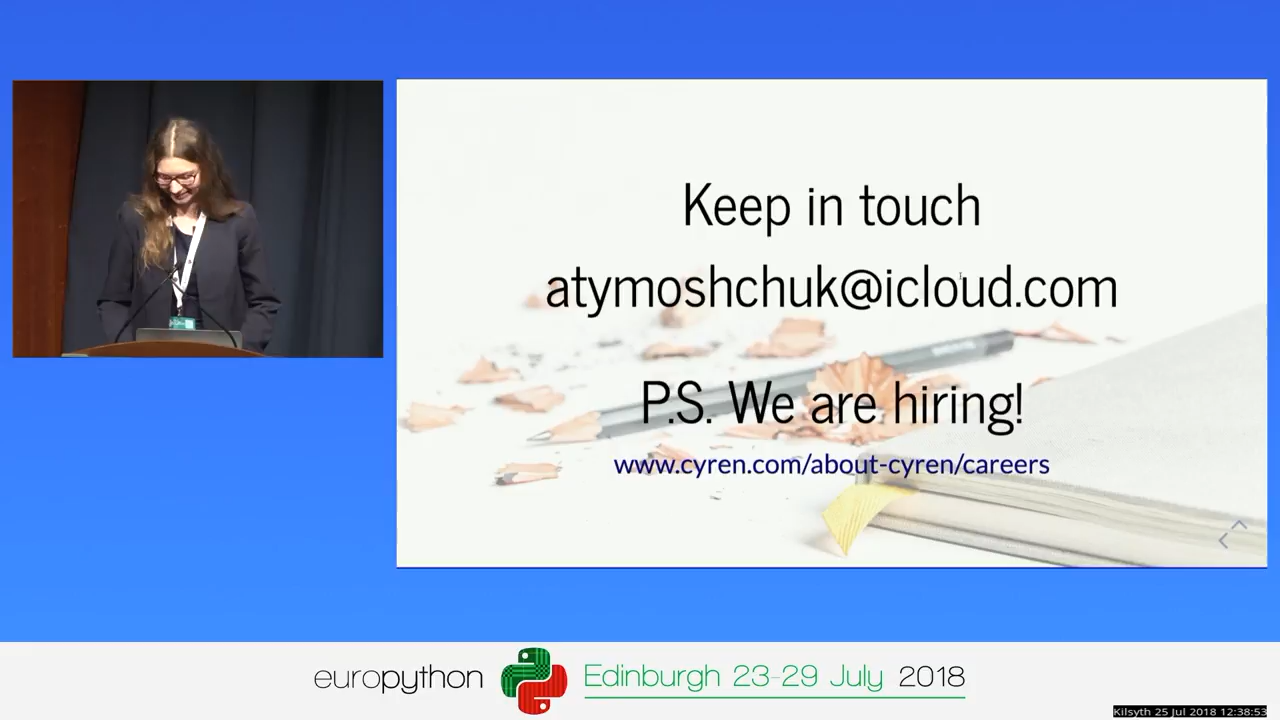 Keep in touch
atymoshchuk@icloud.com
P.S. We are hiring!
www.cyren.com/about-cyren/careers
europython
Edinburgh 23-29 July 2018
Kilsyth 25 Jul 2018 12:38:53